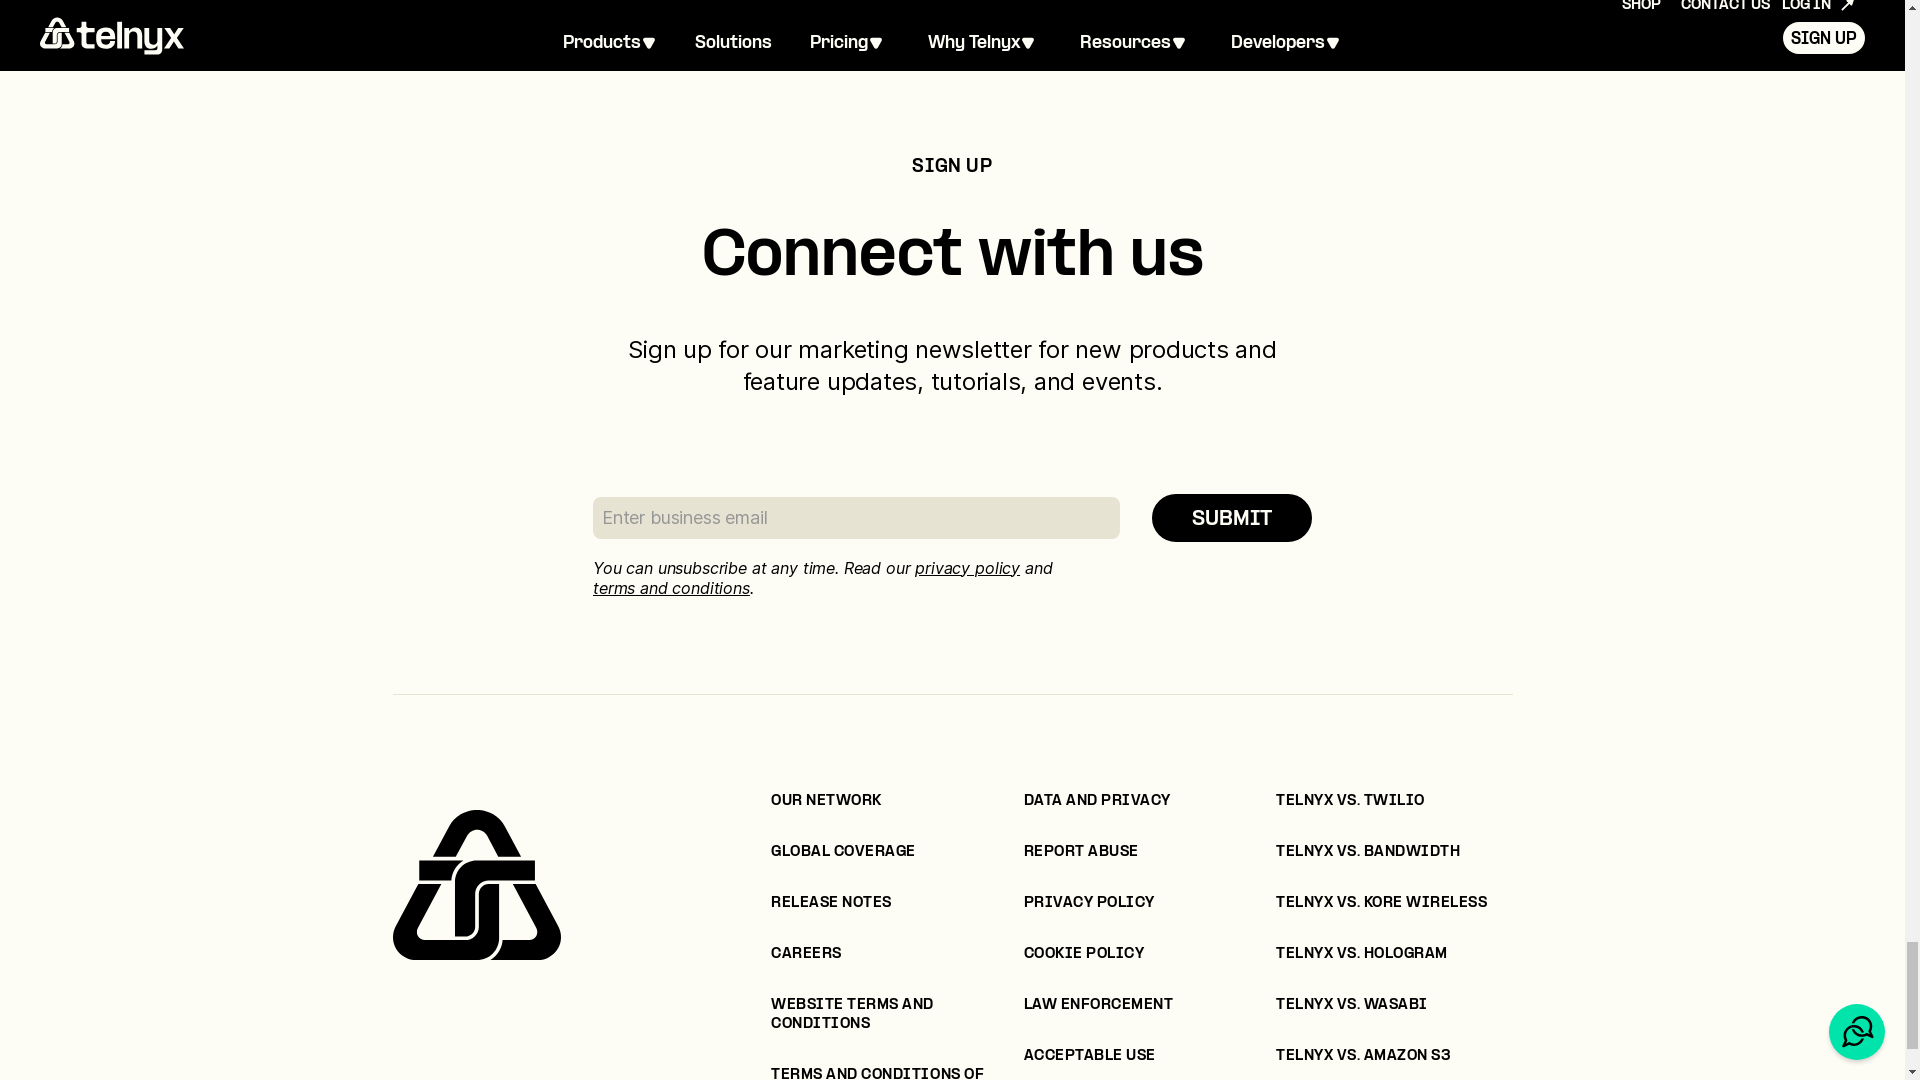 SHOP CONTACT US LOG IN
telnyx Products Solutions Pricing Why Telnyx Resources Developers SIGN UP
SIGN UP
Connect with us
Sign up for our marketing newsletter for new products and
feature updates, tutorials, and events.
Enter business email SUBMIT
You can unsubscribe at any time. Read our privacy policy and
terms and conditions.
OUR NETWORK
GLOBAL COVERAGE
RELEASE NOTES
CAREERS
WEBSITE TERMS AND
CONDITIONS
TERMS AND CONDITIONS OF
DATA AND PRIVACY
REPORT ABUSE
PRIVACY POLICY
COOKIE POLICY
LAW ENFORCEMENT
ACCEPTABLE USE
TELNYX VS. TWILIO
TELNYX VS. BANDWIDTH
TELNYX VS. KORE WIRELESS
TELNYX VS. HOLOGRAM
TELNYX VS. WASABI
TELNYX VS. AMAZON S3